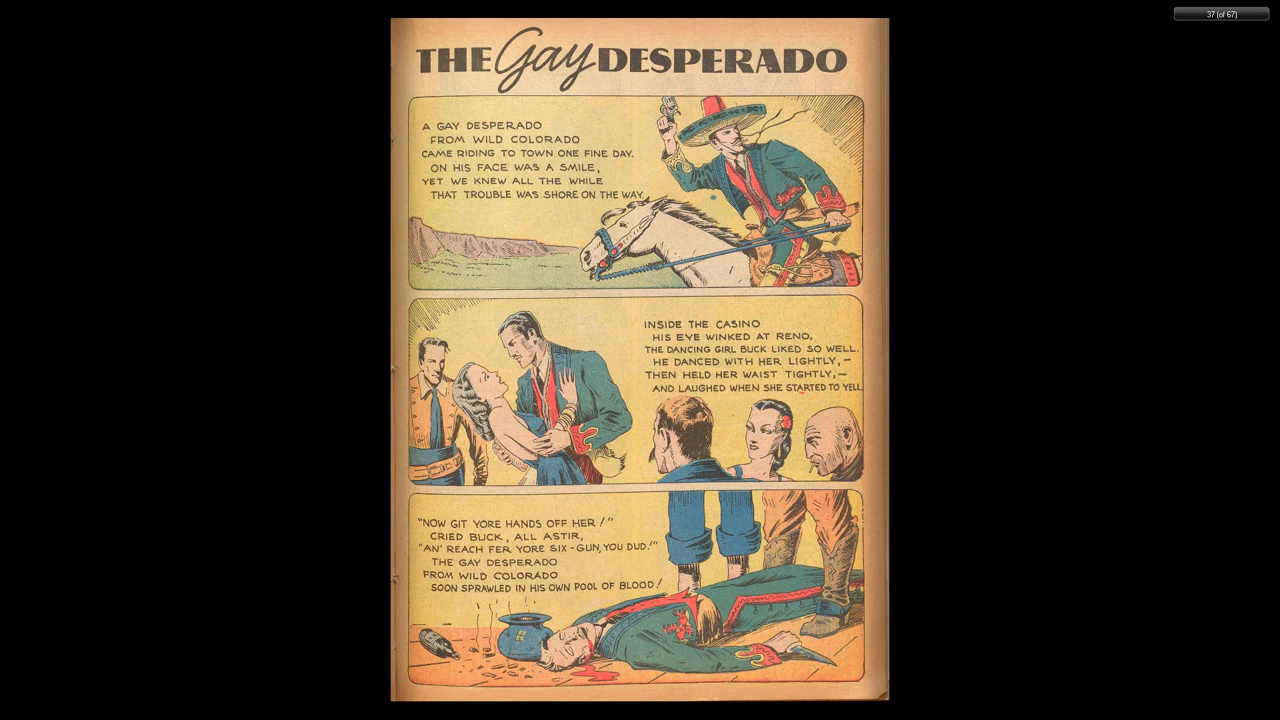 37 (of 67)
THE Gay DESPERADO
A GAY DESPERADO
FROM WILD COLORADO
CAME RIDING TO TOWN ONE FINE DAY.
ON HIS FACE WAS A SMILE,
YET WE KNEW ALL THE WHILE
THAT TROUBLE WAS SHORE ON THE WAY.
INSIDE THE CASINO
HIS EYE WINKED AT RENO,
THE DANCING GIRL BUCK LIKED SO WELL.
HE DANCED WITH HER LIGHTLY,—
THEN HELD HER WAIST TIGHTLY,—
AND LAUGHED WHEN SHE STARTED TO YELL.
"NOW GIT YORE HANDS OFF HER!"
CRIED BUCK, ALL ASTIR,
"AN' REACH FER YORE SIX-GUN, YOU DUD!"
THE GAY DESPERADO
FROM WILD COLORADO
SOON SPRAWLED IN HIS OWN POOL OF BLOOD!